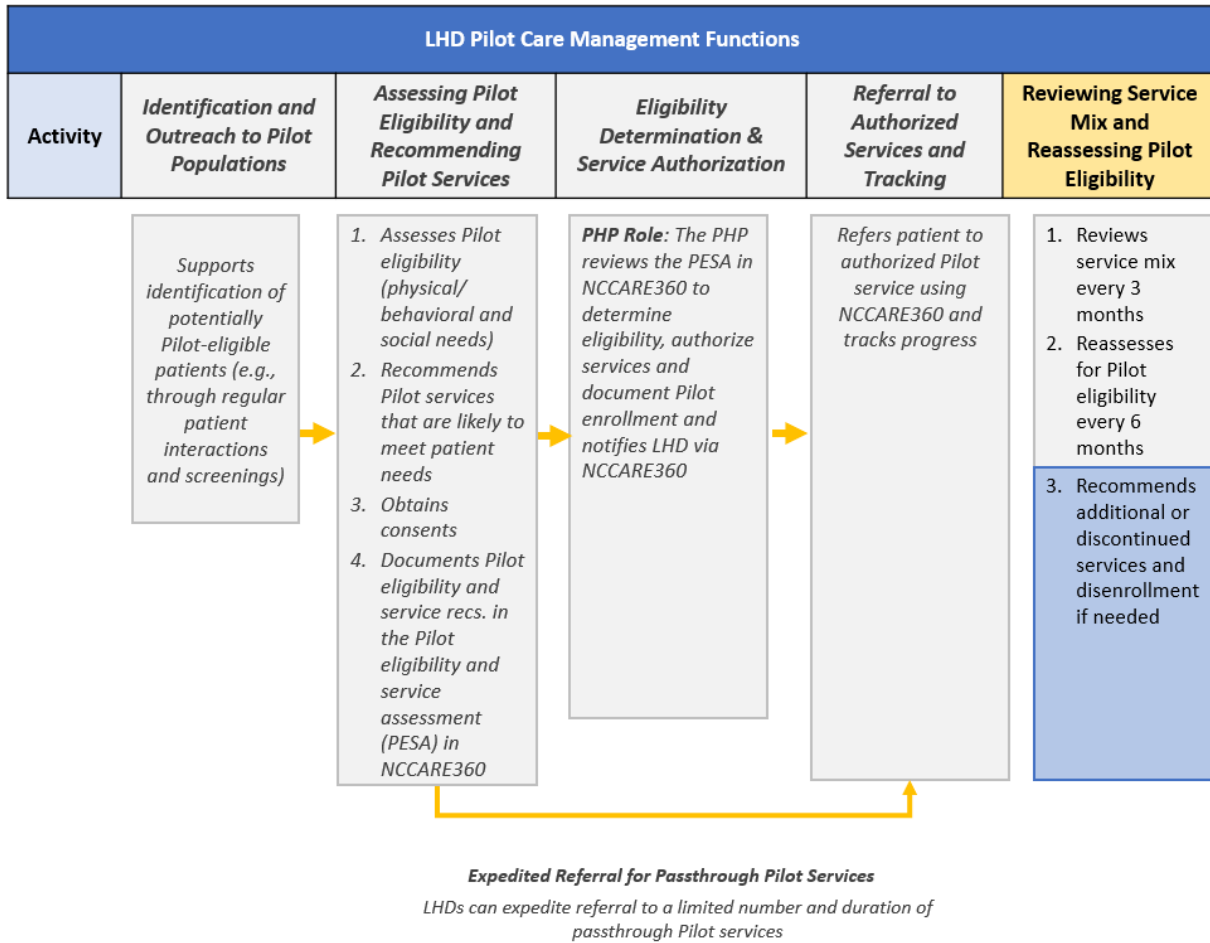 LHD Pilot Care Management Functions
Activity
Identification and
Outreach to Pilot
Populations
Assessing Pilot
Eligibility and
Recommending
Pilot Services
Eligibility
Determination &
Service Authorization
Referral to
Authorized
Services and
Tracking
Reviewing Service
Mix and
Reassessing Pilot
Eligibility
Supports
identification of
potentially
Pilot-eligible
patients (e.g.,
through regular
patient
interactions
and screenings)
1. Assesses Pilot
eligibility
(physical/
behavioral and
social needs)
2. Recommends
Pilot services
that are likely to
meet patient
needs
3. Obtains
consents
4. Documents Pilot
eligibility and
service recs. in
the Pilot
eligibility and
service
assessment
(PESA) in
NCCARE360
PHP Role: The PHP
reviews the PESA in
NCCARE360 to
determine
eligibility, authorize
services and
document Pilot
enrollment and
notifies LHD via
NCCARE360
Refers patient to
authorized Pilot
service using
NCCARE360 and
tracks progress
1. Reviews
service mix
every 3
months
2. Reassesses
for Pilot
eligibility
every 6
months
3. Recommends
additional or
discontinued
services and
disenrollment
if needed
Expedited Referral for Passthrough Pilot Services
LHDs can expedite referral to a limited number and duration of
passthrough Pilot services